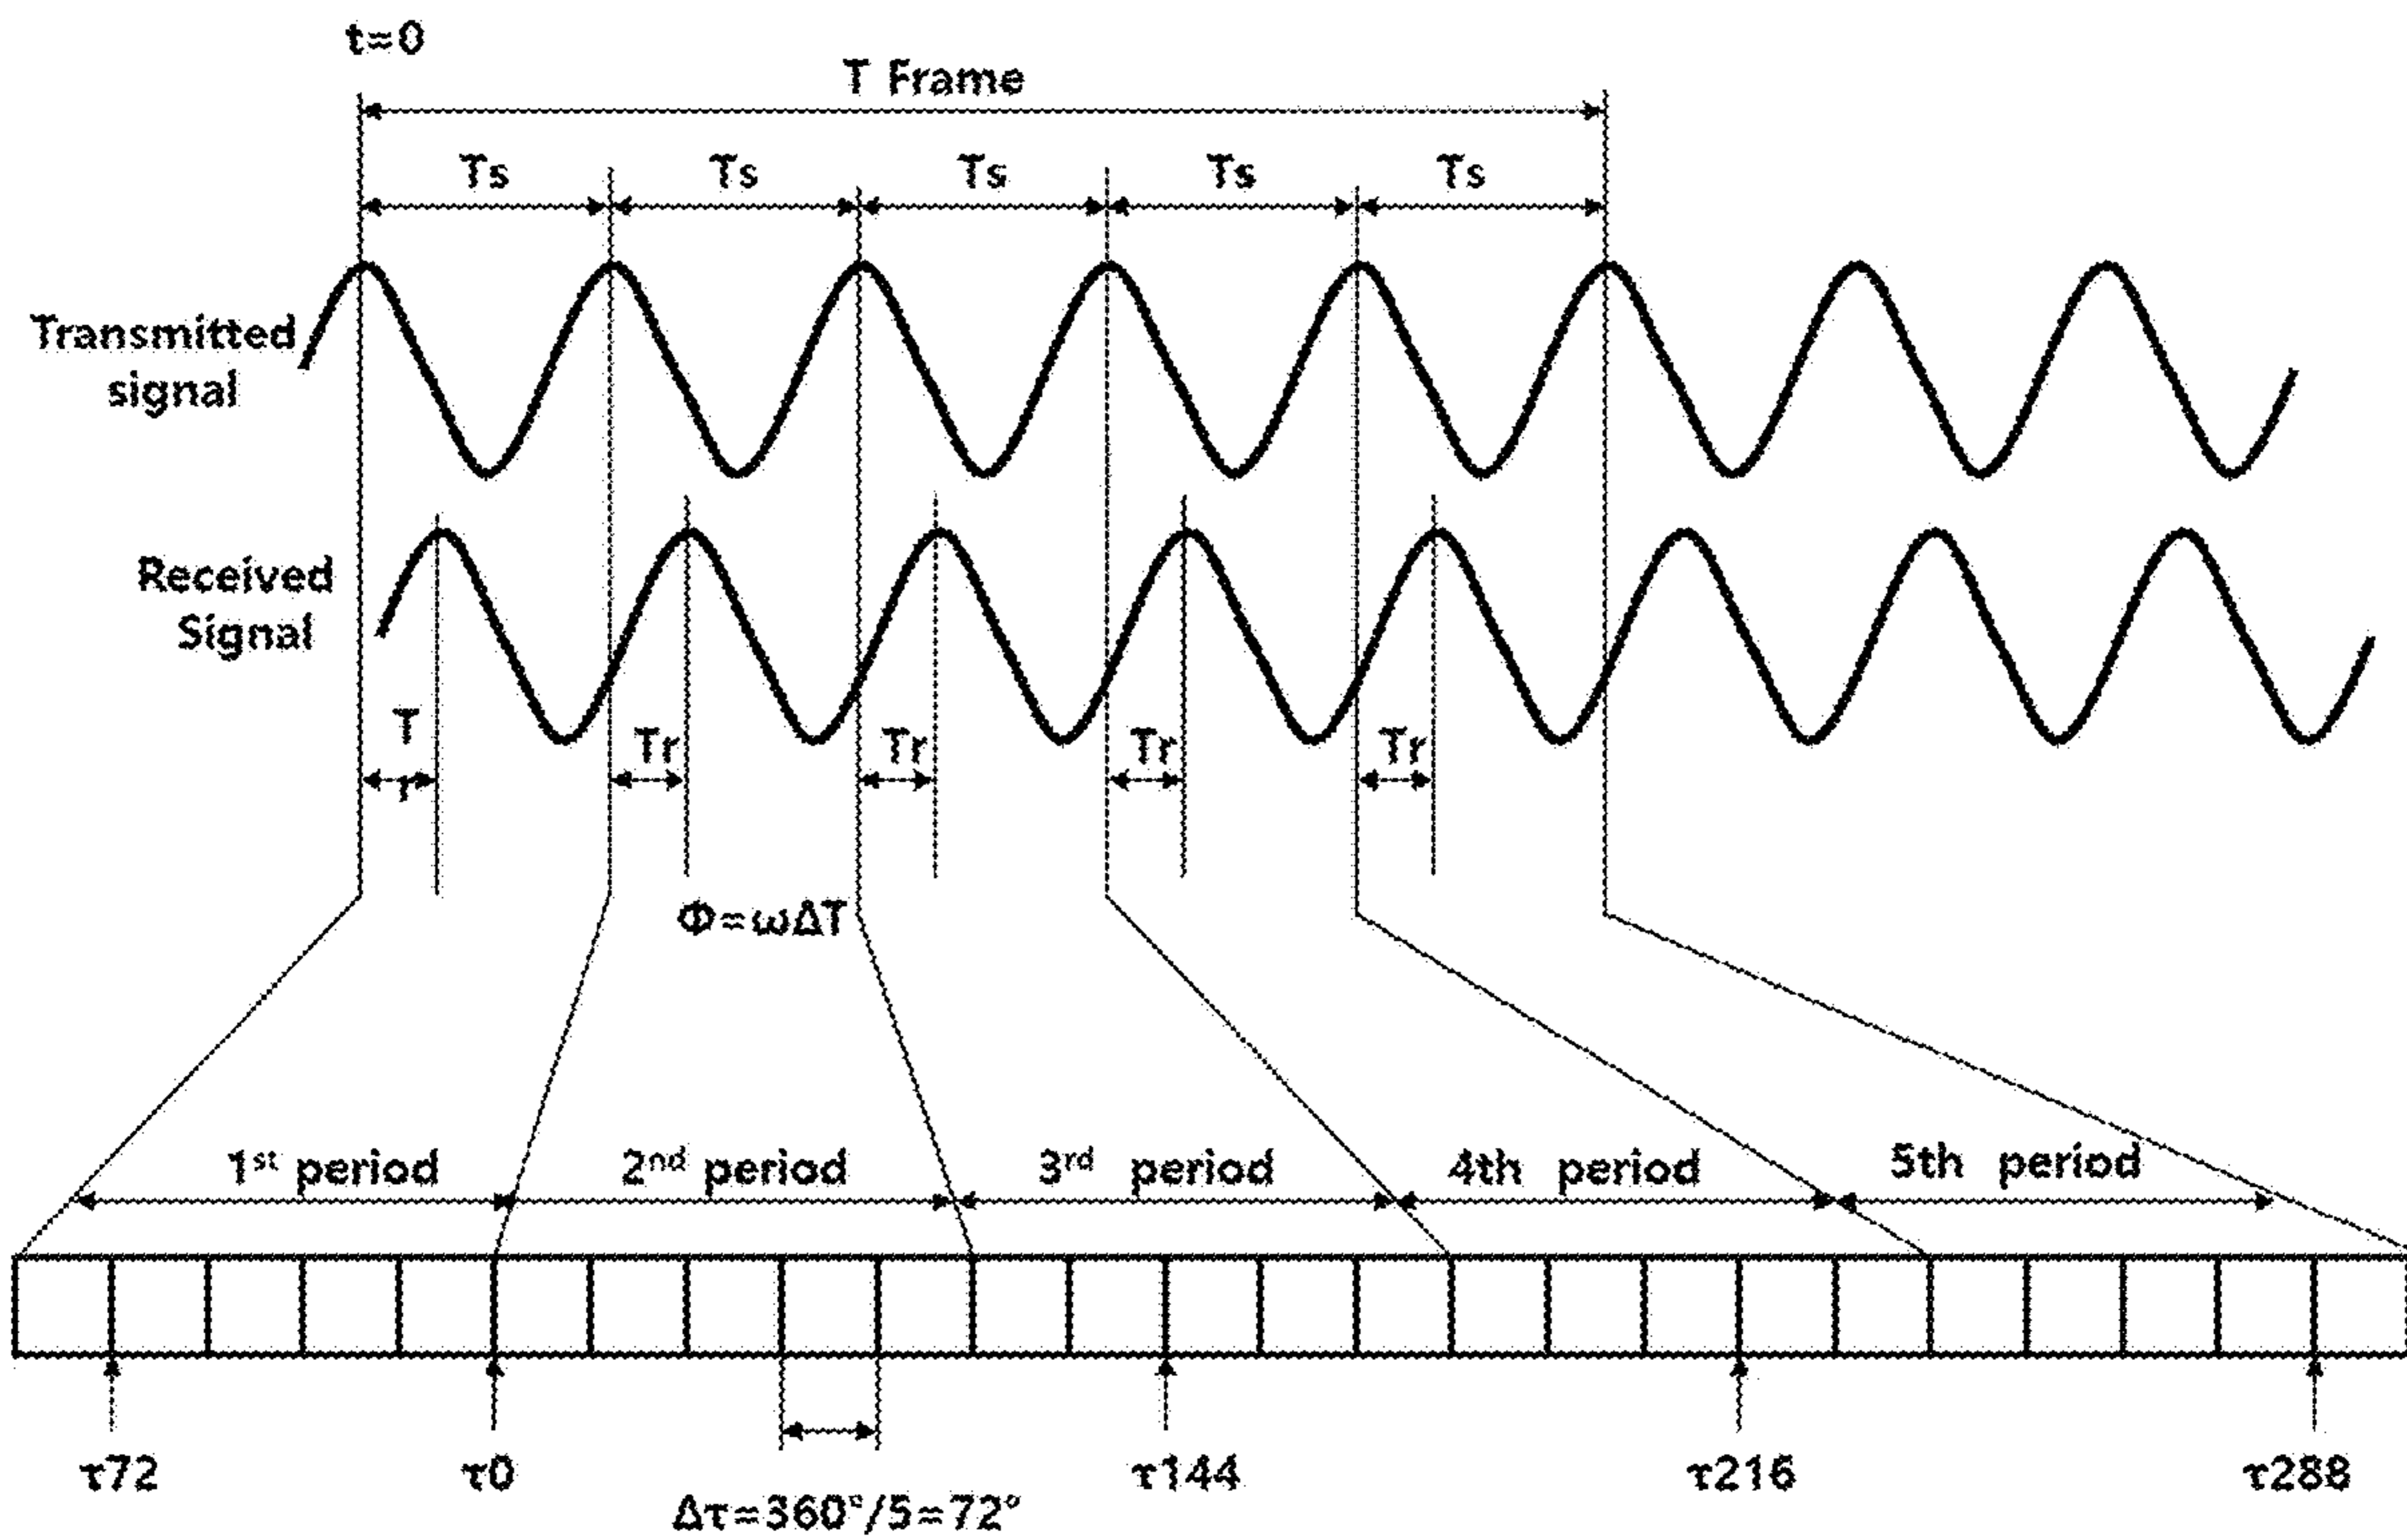 t=0
T Frame
Ts Ts Ts Ts Ts
Transmitted
signal
Received
Signal
T
r
Tr Tr Tr Tr
Φ=ωΔT
1st period 2nd period 3rd period 4th period 5th period
τ72 τ0 τ144 τ216 τ288
Δτ=360°/5=72°